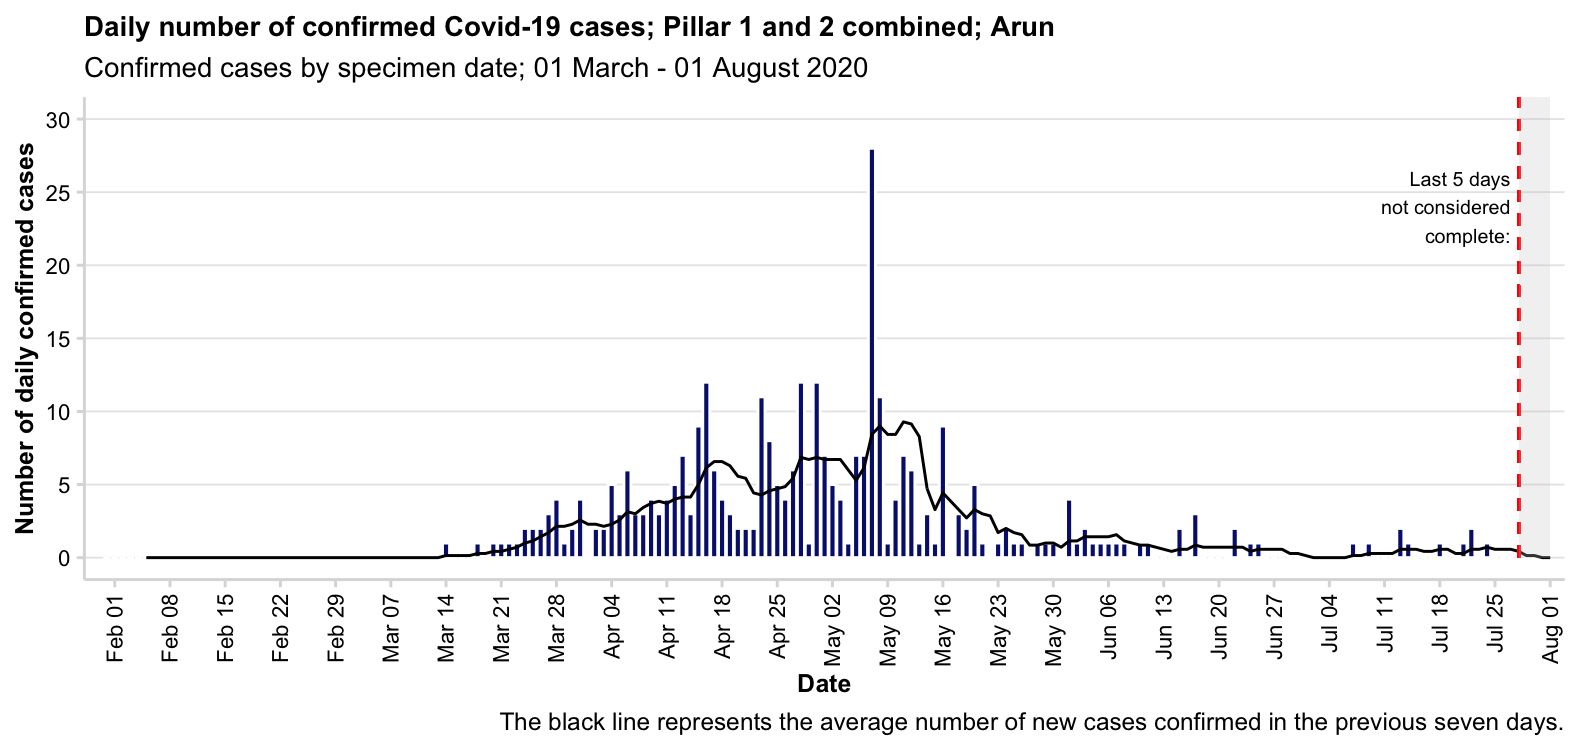 Daily number of confirmed Covid-19 cases; Pillar 1 and 2 combined; Arun
Confirmed cases by specimen date; 01 March - 01 August 2020
Number of daily confirmed cases
30
25
20
15
10
5
0
Last 5 days
not considered
complete:
Feb 01
Feb 08
Feb 15
Feb 22
Feb 29
Mar 07
Mar 14
Mar 21
Mar 28
Apr 04
Apr 11
Apr 18
Apr 25
May 02
May 09
May 16
May 23
May 30
Jun 06
Jun 13
Jun 20
Jun 27
Jul 04
Jul 11
Jul 18
Jul 25
Aug 01
Date
The black line represents the average number of new cases confirmed in the previous seven days.